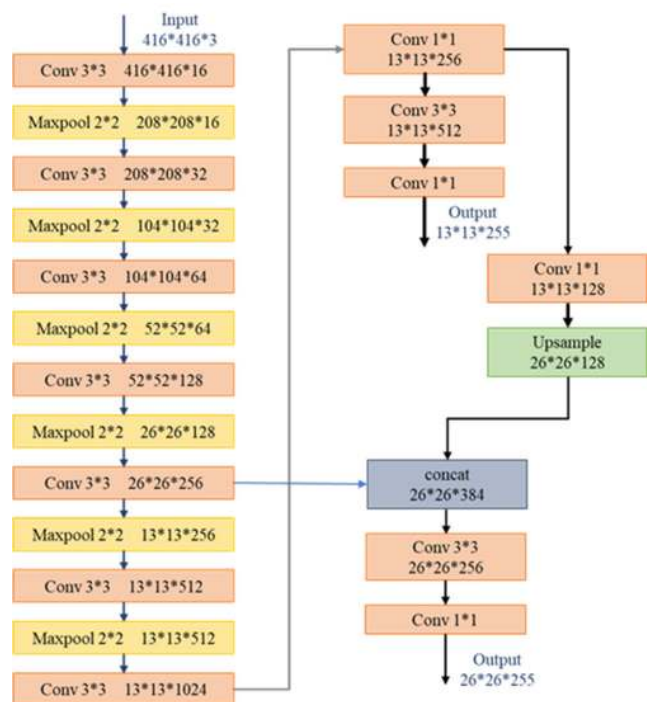 Input
416*416*3
Conv 3*3 416*416*16
Maxpool 2*2 208*208*16
Conv 3*3 208*208*32
Maxpool 2*2 104*104*32
Conv 3*3 104*104*64
Maxpool 2*2 52*52*64
Conv 3*3 52*52*128
Maxpool 2*2 26*26*128
Conv 3*3 26*26*256
Maxpool 2*2 13*13*256
Conv 3*3 13*13*512
Maxpool 2*2 13*13*512
Conv 3*3 13*13*1024
Conv 1*1
13*13*256
Conv 3*3
13*13*512
Conv 1*1
Output
13*13*255
Conv 1*1
13*13*128
Upsample
26*26*128
concat
26*26*384
Conv 3*3
26*26*256
Conv 1*1
Output
26*26*255